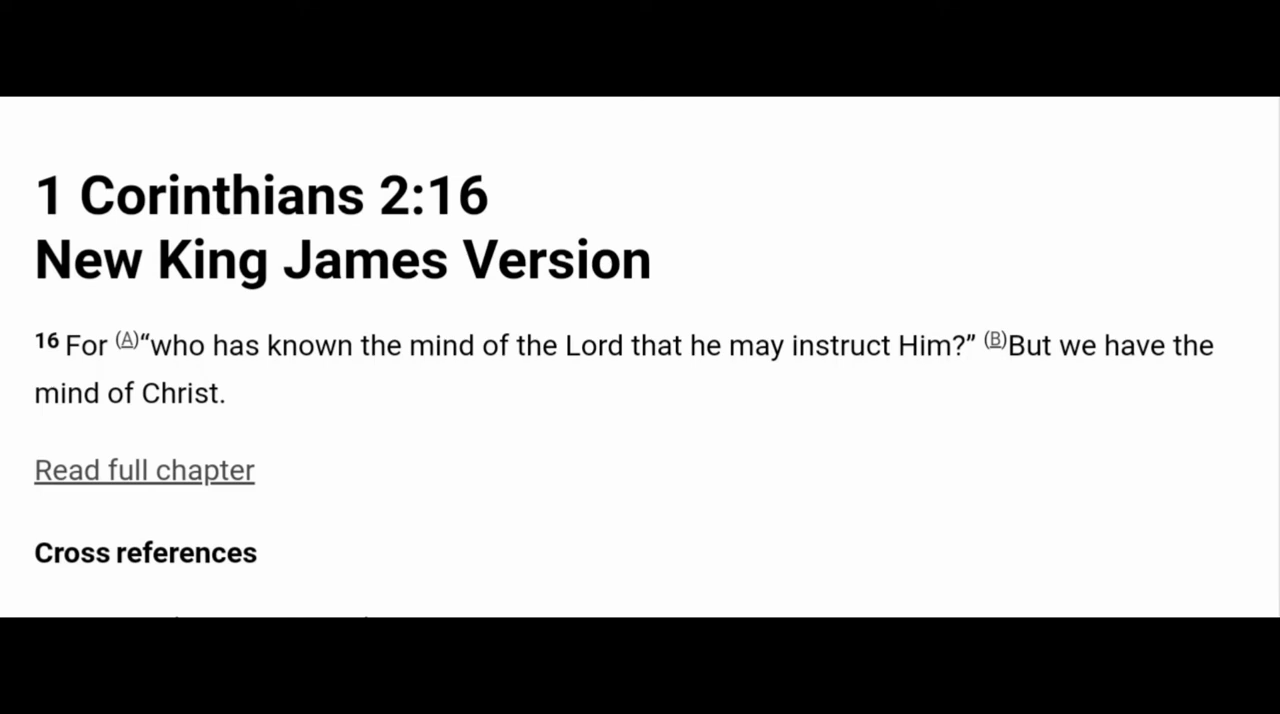 1 Corinthians 2:16
New King James Version
16 For (A)“who has known the mind of the Lord that he may instruct Him?” (B)But we have the
mind of Christ.
Read full chapter
Cross references